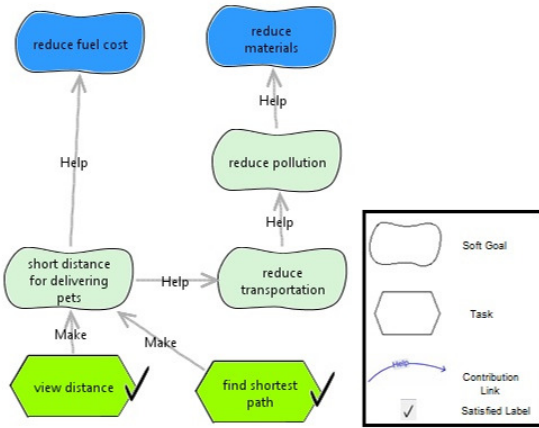 reduce fuel cost
reduce
materials
Help
Help
reduce pollution
Help
short distance
for delivering
pets
Help
reduce
transportation
Make
Make
view distance
find shortest
path
Soft Goal
Task
Help
Contribution
Link
Satisfied Label